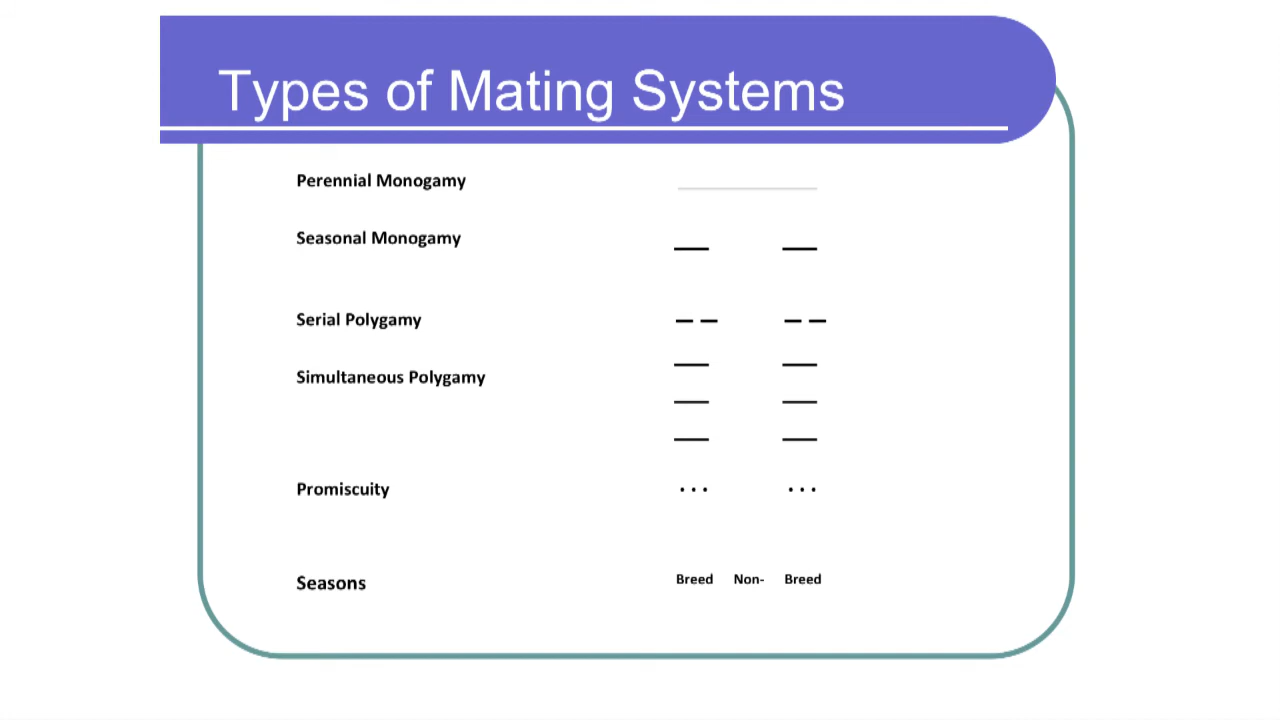 Types of Mating Systems
Perennial Monogamy
Seasonal Monogamy
Serial Polygamy
Simultaneous Polygamy
Promiscuity
Seasons Breed Non- Breed